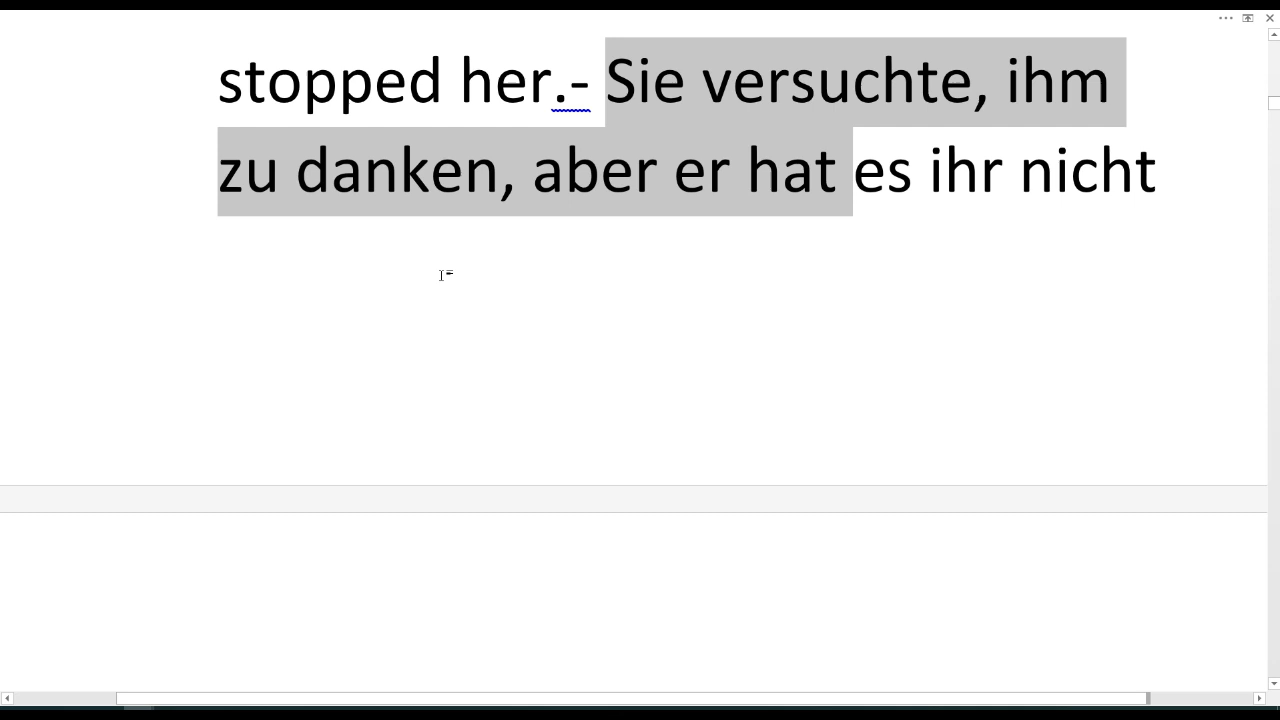 stopped her.- Sie versuchte, ihm
zu danken, aber er hat es ihr nicht